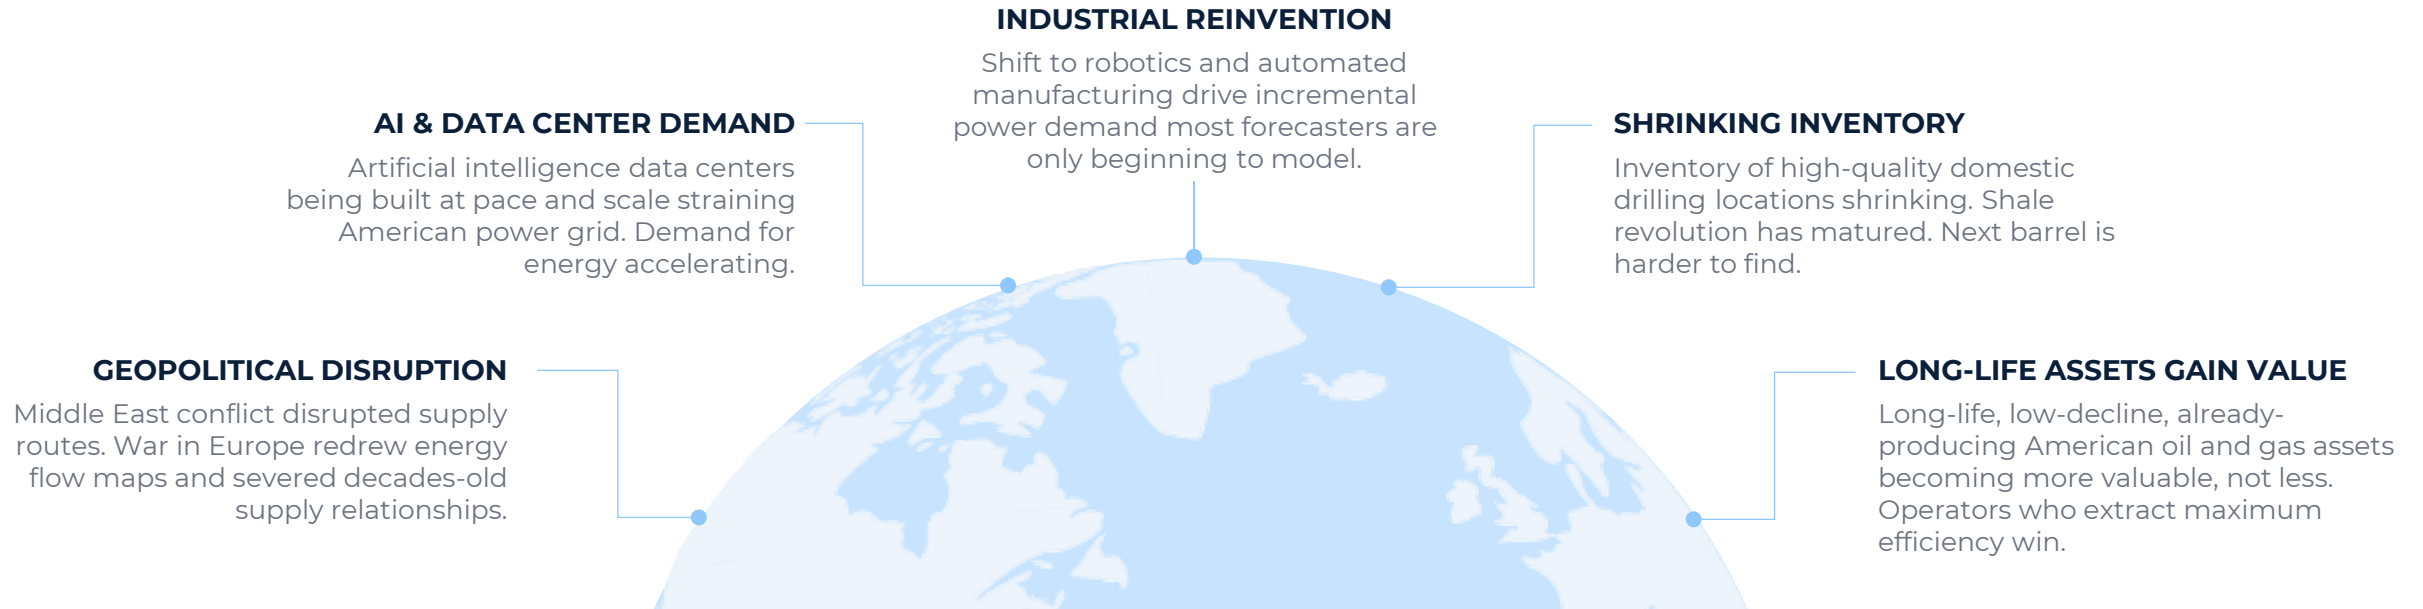 INDUSTRIAL REINVENTION
Shift to robotics and automated
manufacturing drive incremental
power demand most forecasters are
only beginning to model.
AI & DATA CENTER DEMAND
Artificial intelligence data centers
being built at pace and scale straining
American power grid. Demand for
energy accelerating.
SHRINKING INVENTORY
Inventory of high-quality domestic
drilling locations shrinking. Shale
revolution has matured. Next barrel is
harder to find.
GEOPOLITICAL DISRUPTION
Middle East conflict disrupted supply
routes. War in Europe redrew energy
flow maps and severed decades-old
supply relationships.
LONG-LIFE ASSETS GAIN VALUE
Long-life, low-decline, already-
producing American oil and gas assets
becoming more valuable, not less.
Operators who extract maximum
efficiency win.